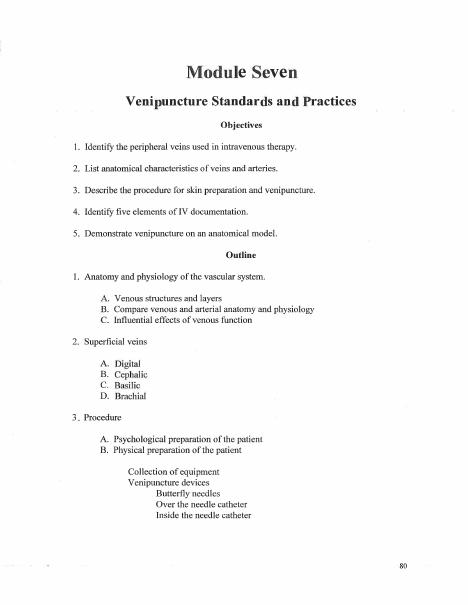 Module Seven
Venipuncture Standards and Practices
Objectives
1. Identify the peripheral veins used in intravenous therapy.
2. List anatomical characteristics of veins and arteries.
3. Describe the procedure for skin preparation and venipuncture.
4. Identify five elements of IV documentation.
5. Demonstrate venipuncture on an anatomical model.
Outline
1. Anatomy and physiology of the vascular system.
A. Venous structures and layers
B. Compare venous and arterial anatomy and physiology
C. Influential effects of venous function
2. Superficial veins
A. Digital
B. Cephalic
C. Basilic
D. Brachial
3. Procedure
A. Psychological preparation of the patient
B. Physical preparation of the patient
Collection of equipment
Venipuncture devices
Butterfly needles
Over the needle catheter
Inside the needle catheter
80